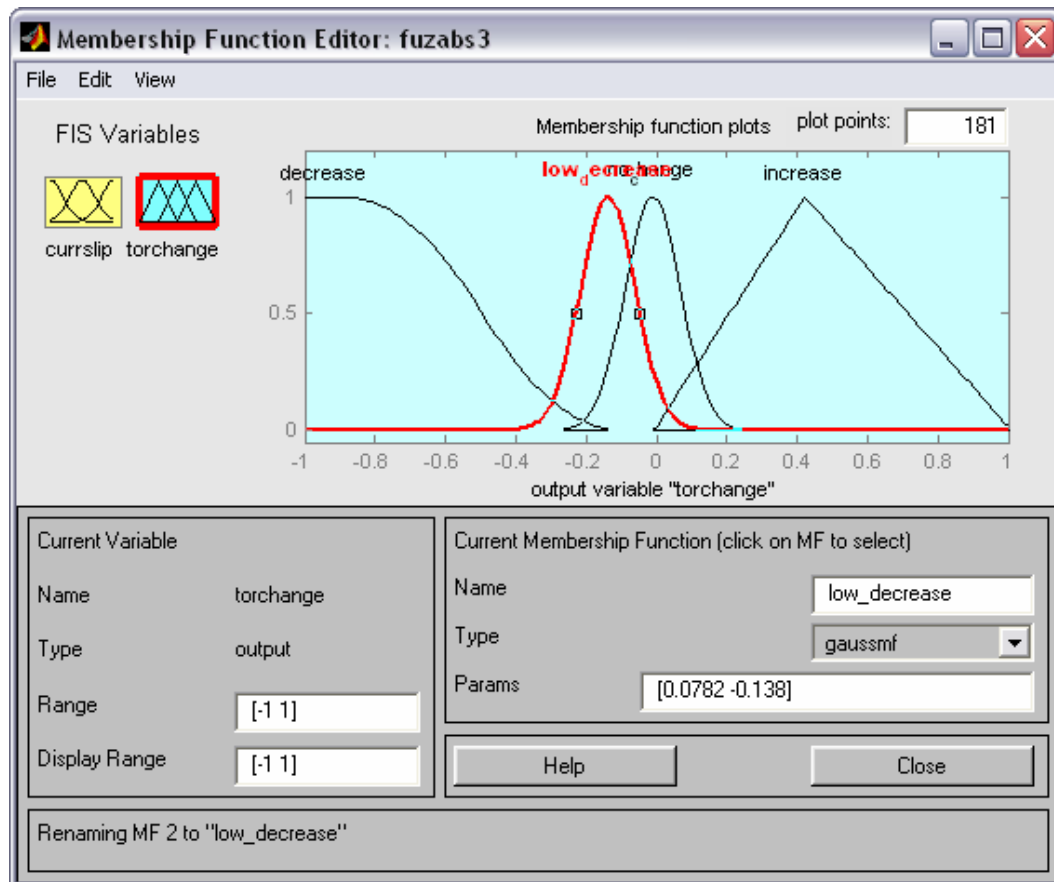 Membership Function Editor: fuzabs3
File Edit View
FIS Variables
Membership function plots plot points: 181
currslip torchange
decrease low_decrease no_change increase
1
0.5
0
-1 -0.8 -0.6 -0.4 -0.2 0 0.2 0.4 0.6 0.8 1
output variable "torchange"
Current Variable
Name torchange
Type output
Range [-1 1]
Display Range [-1 1]
Current Membership Function (click on MF to select)
Name low_decrease
Type gaussmf
Params [0.0782 -0.138]
Help Close
Renaming MF 2 to "low_decrease"